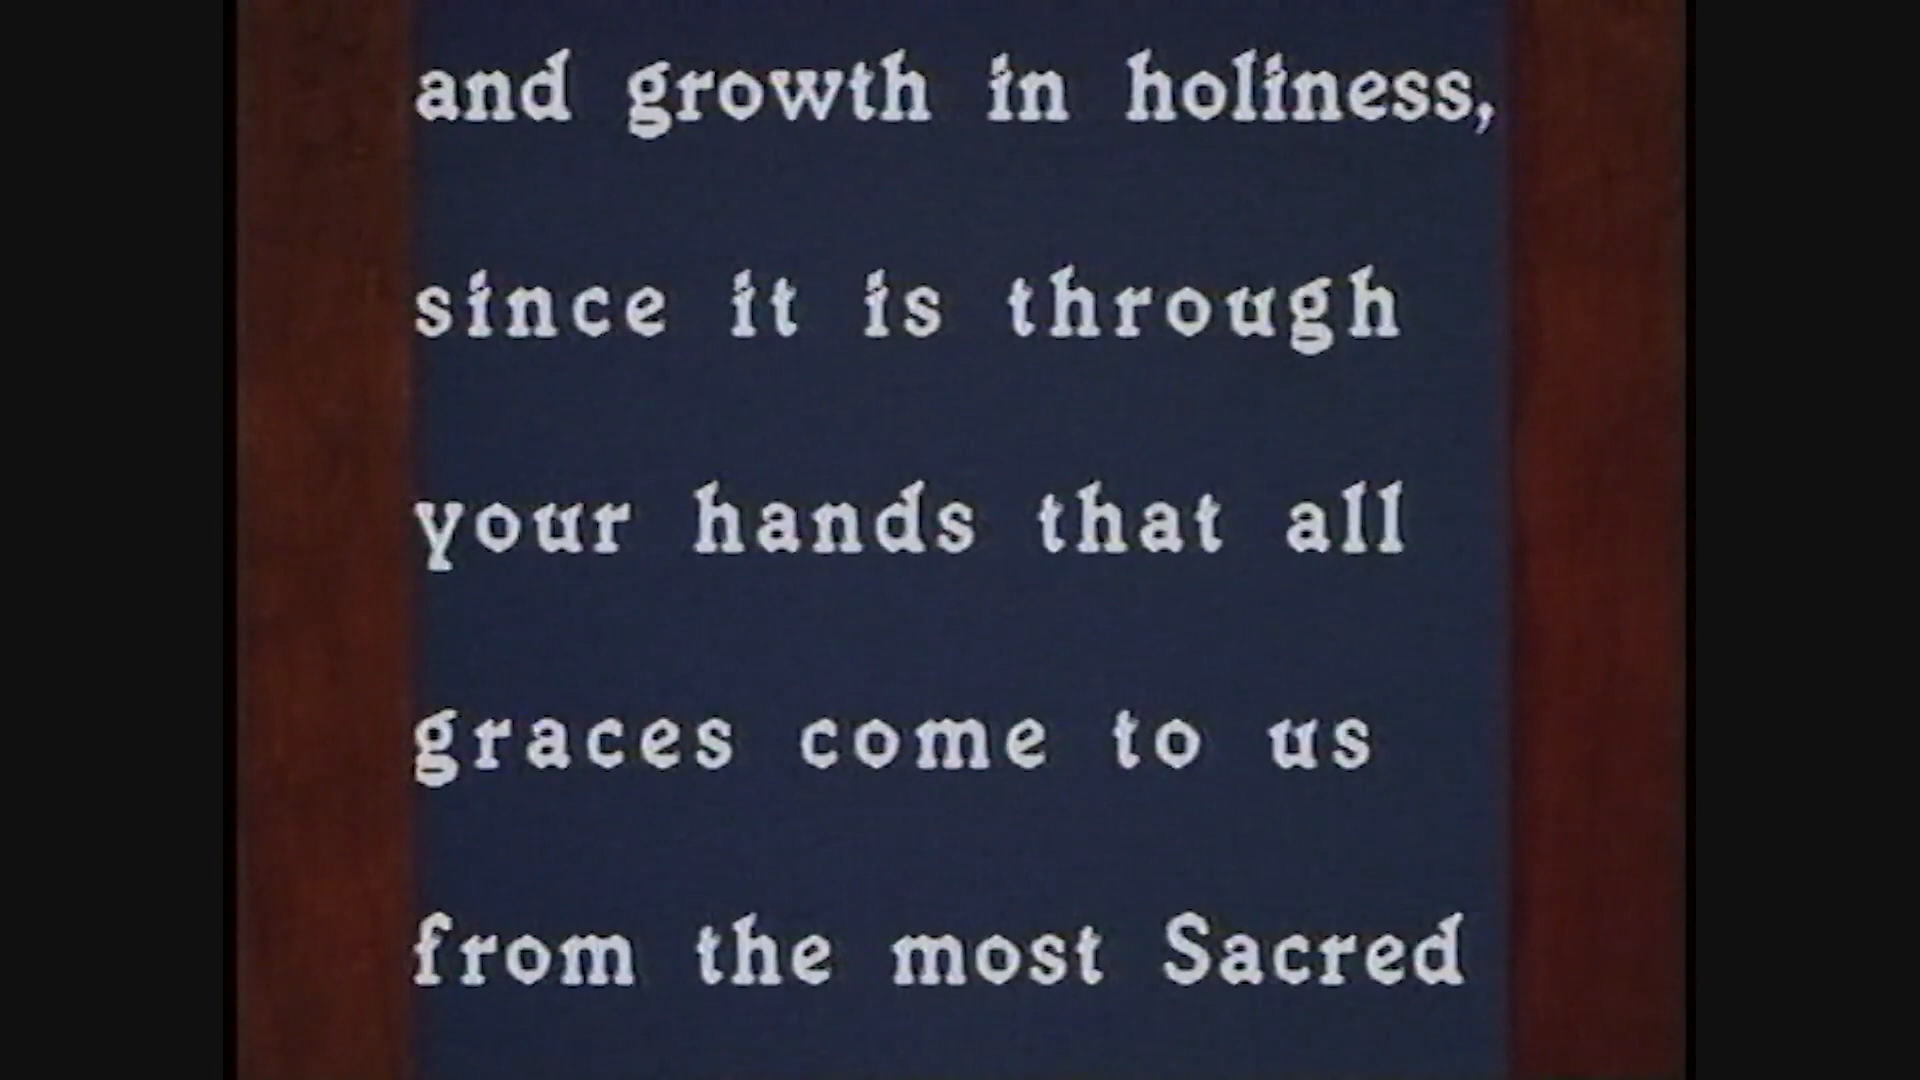 and growth in holiness,
since it is through
your hands that all
graces come to us
from the most Sacred